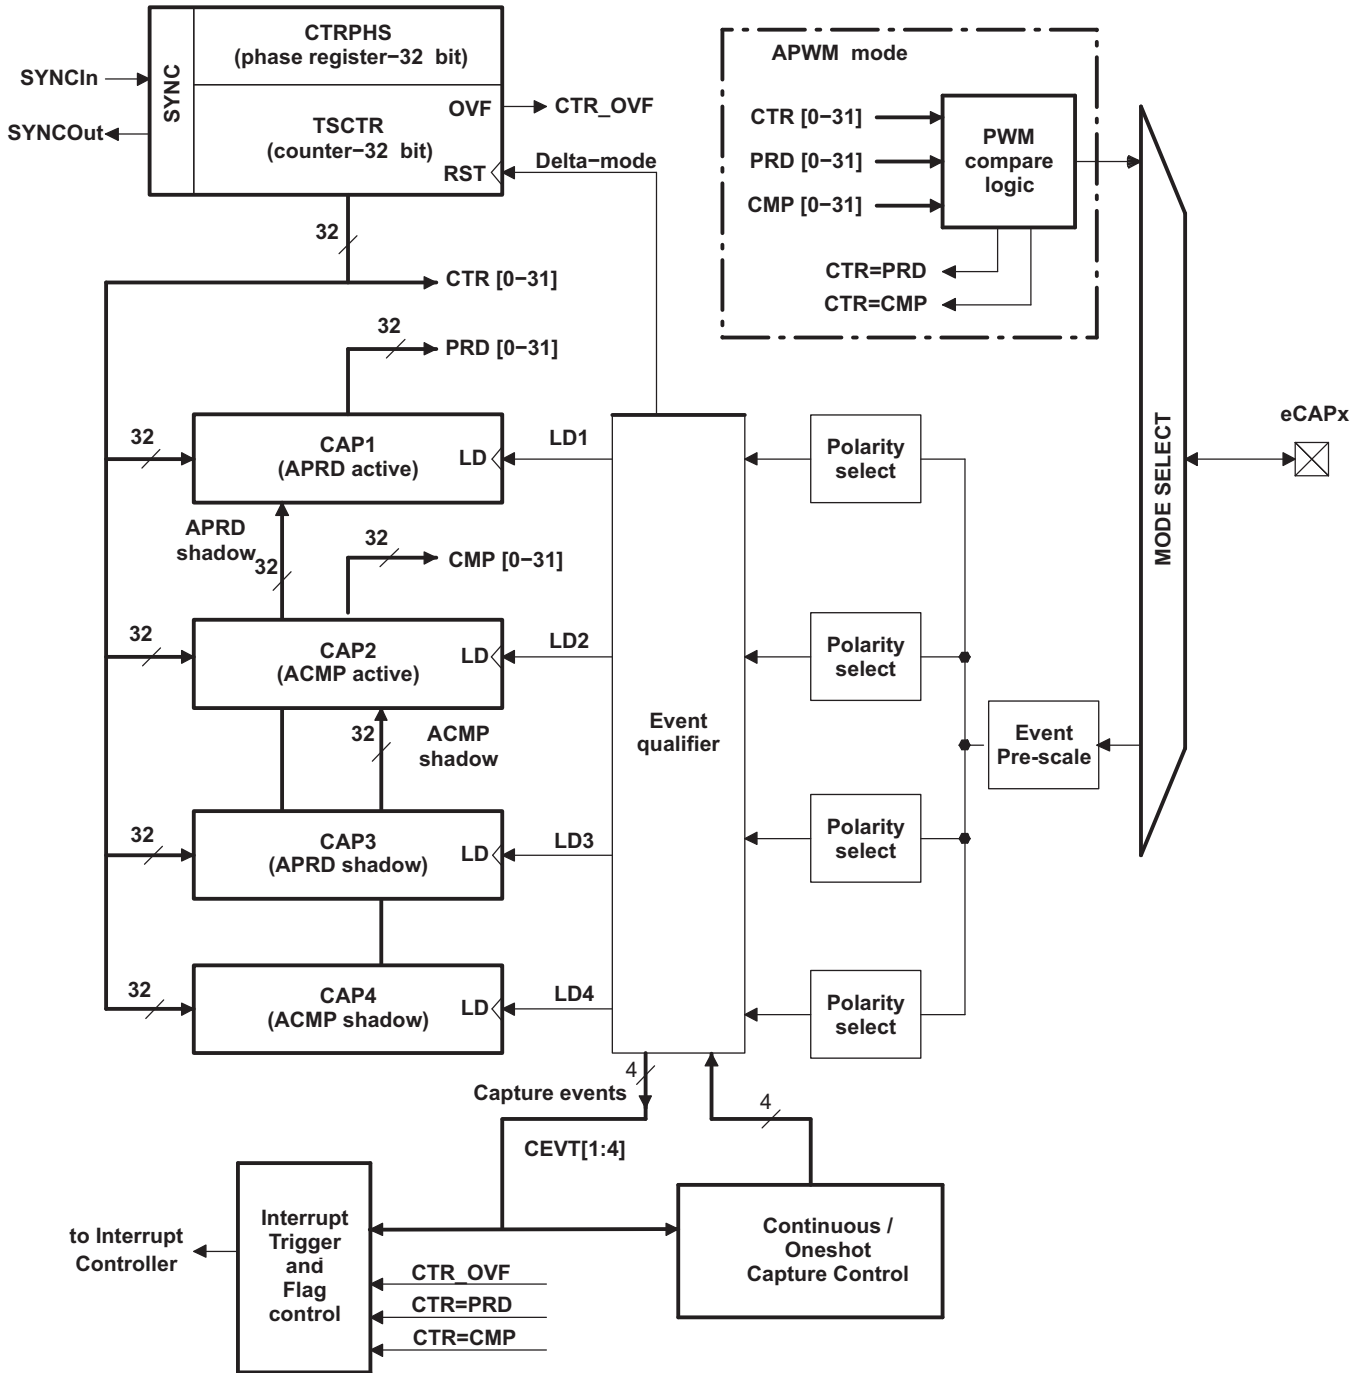 CTRPHS
(phase register−32 bit)
SYNCIn
SYNC
OVF
CTR_OVF
SYNCOut
TSCTR
(counter−32 bit)
RST
Delta−mode
APWM mode
CTR [0−31]
PRD [0−31]
CMP [0−31]
PWM
compare
logic
CTR=PRD
CTR=CMP
32
CTR [0−31]
32
PRD [0−31]
32
CAP1
(APRD active)
LD
LD1
Polarity
select
eCAPx
MODE SELECT
APRD
shadow
32
32
CMP [0−31]
32
CAP2
(ACMP active)
LD
LD2
Polarity
select
32
ACMP
shadow
Event
qualifier
Event
Pre-scale
32
CAP3
(APRD shadow)
LD
LD3
Polarity
select
32
CAP4
(ACMP shadow)
LD
LD4
Polarity
select
4
Capture events
4
CEVT[1:4]
to Interrupt
Controller
Interrupt
Trigger
and
Flag
control
CTR_OVF
CTR=PRD
CTR=CMP
Continuous /
Oneshot
Capture Control